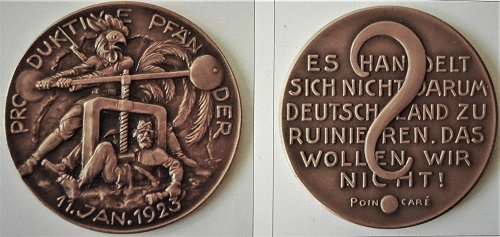 PRODUKTIVE PFÄNDER
11. JAN. 1923
ES HANDELT
SICH NICHT DARUM
DEUTSCHLAND ZU
RUINIEREN. DAS
WOLLEN WIR
NICHT!
POINCARÉ
?